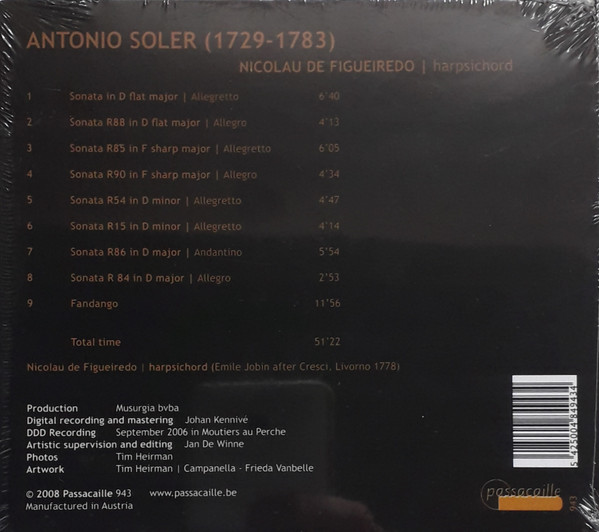 ANTONIO SOLER (1729-1783)
NICOLAU DE FIGUEIREDO | harpsichord
1 Sonata in D flat major | Allegretto 6'40
2 Sonata R88 in D flat major | Allegro 4'13
3 Sonata R85 in F sharp major | Allegretto 6'05
4 Sonata R90 in F sharp major | Allegro 4'34
5 Sonata R54 in D minor | Allegretto 4'47
6 Sonata R15 in D minor | Allegretto 4'14
7 Sonata R86 in D major | Andantino 5'54
8 Sonata R 84 in D major | Allegro 2'53
9 Fandango 11'56
Total time 51'22
Nicolau de Figueiredo | harpsichord (Emile Jobin after Cresci, Livorno 1778)
Production Musurgia bvba
Digital recording and mastering Johan Kennivé
DDD Recording September 2006 in Moutiers au Perche
Artistic supervision and editing Jan De Winne
Photos Tim Heirman
Artwork Tim Heirman | Campanella - Frieda Vanbelle
© 2008 Passacaille 943 www.passacaille.be
Manufactured in Austria
5 475004 849434
passacaille
943